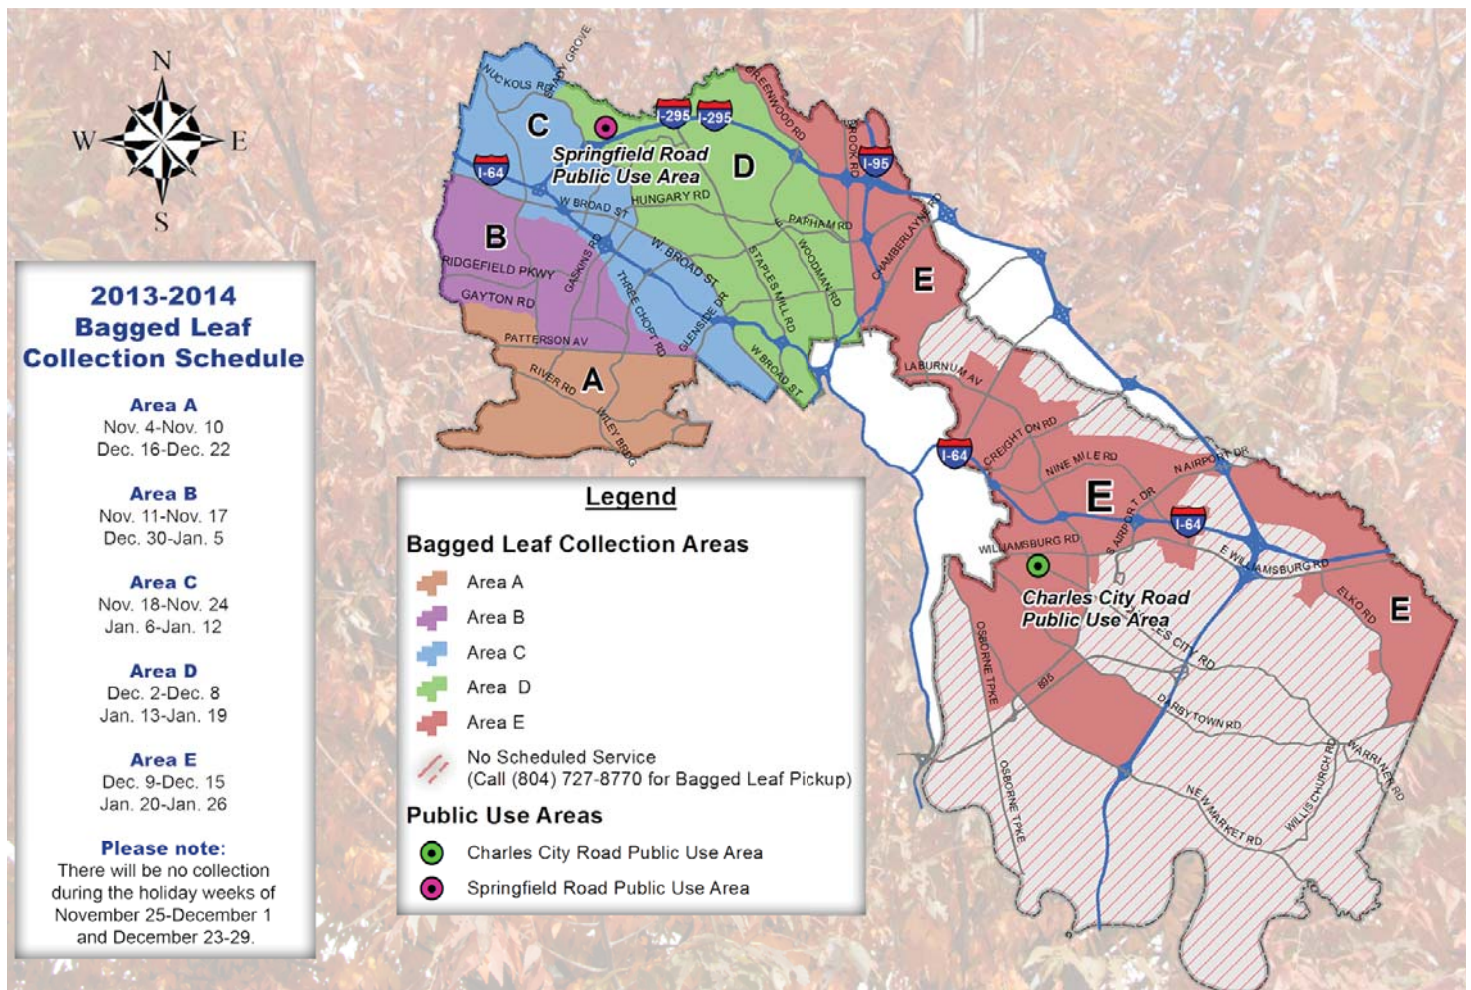 N
W
E
S
2013-2014
Bagged Leaf
Collection Schedule
Area A
Nov. 4-Nov. 10
Dec. 16-Dec. 22
Area B
Nov. 11-Nov. 17
Dec. 30-Jan. 5
Area C
Nov. 18-Nov. 24
Jan. 6-Jan. 12
Area D
Dec. 2-Dec. 8
Jan. 13-Jan. 19
Area E
Dec. 9-Dec. 15
Jan. 20-Jan. 26
Please note:
There will be no collection
during the holiday weeks of
November 25-December 1
and December 23-29.
NUCKOLS RD
SHADY GROVE
C
I-295
I-295
GREENWOOD RD
BROOK RD
I-95
Springfield Road
Public Use Area
D
I-64
W BROAD ST
HUNGARY RD
PARHAM RD
CHAMBERLAYNE
B
GASKINS RD
W. BROAD ST
STAPLES MILL RD
WOODMAN RD
E
RIDGEFIELD PKWY
GAYTON RD
THREE CHOPT RD
GLENSIDE DR
PATTERSON AV
W BROAD ST
A
RIVER RD
WILEY BRDG
LABURNUM AV
CREIGHTON RD
I-64
NINE MILE RD
N AIRPORT DR
E
S AIRPORT DR
I-64
WILLIAMSBURG RD
E WILLIAMSBURG RD
Charles City Road
Public Use Area
ELKO RD
E
OSBORNE TPKE
LES CITY RD
895
DARBYTOWN RD
WARRINER RD
WILLIS CHURCH RD
OSBORNE TPKE
NEW MARKET RD
Legend
Bagged Leaf Collection Areas
Area A
Area B
Area C
Area D
Area E
No Scheduled Service
(Call (804) 727-8770 for Bagged Leaf Pickup)
Public Use Areas
Charles City Road Public Use Area
Springfield Road Public Use Area